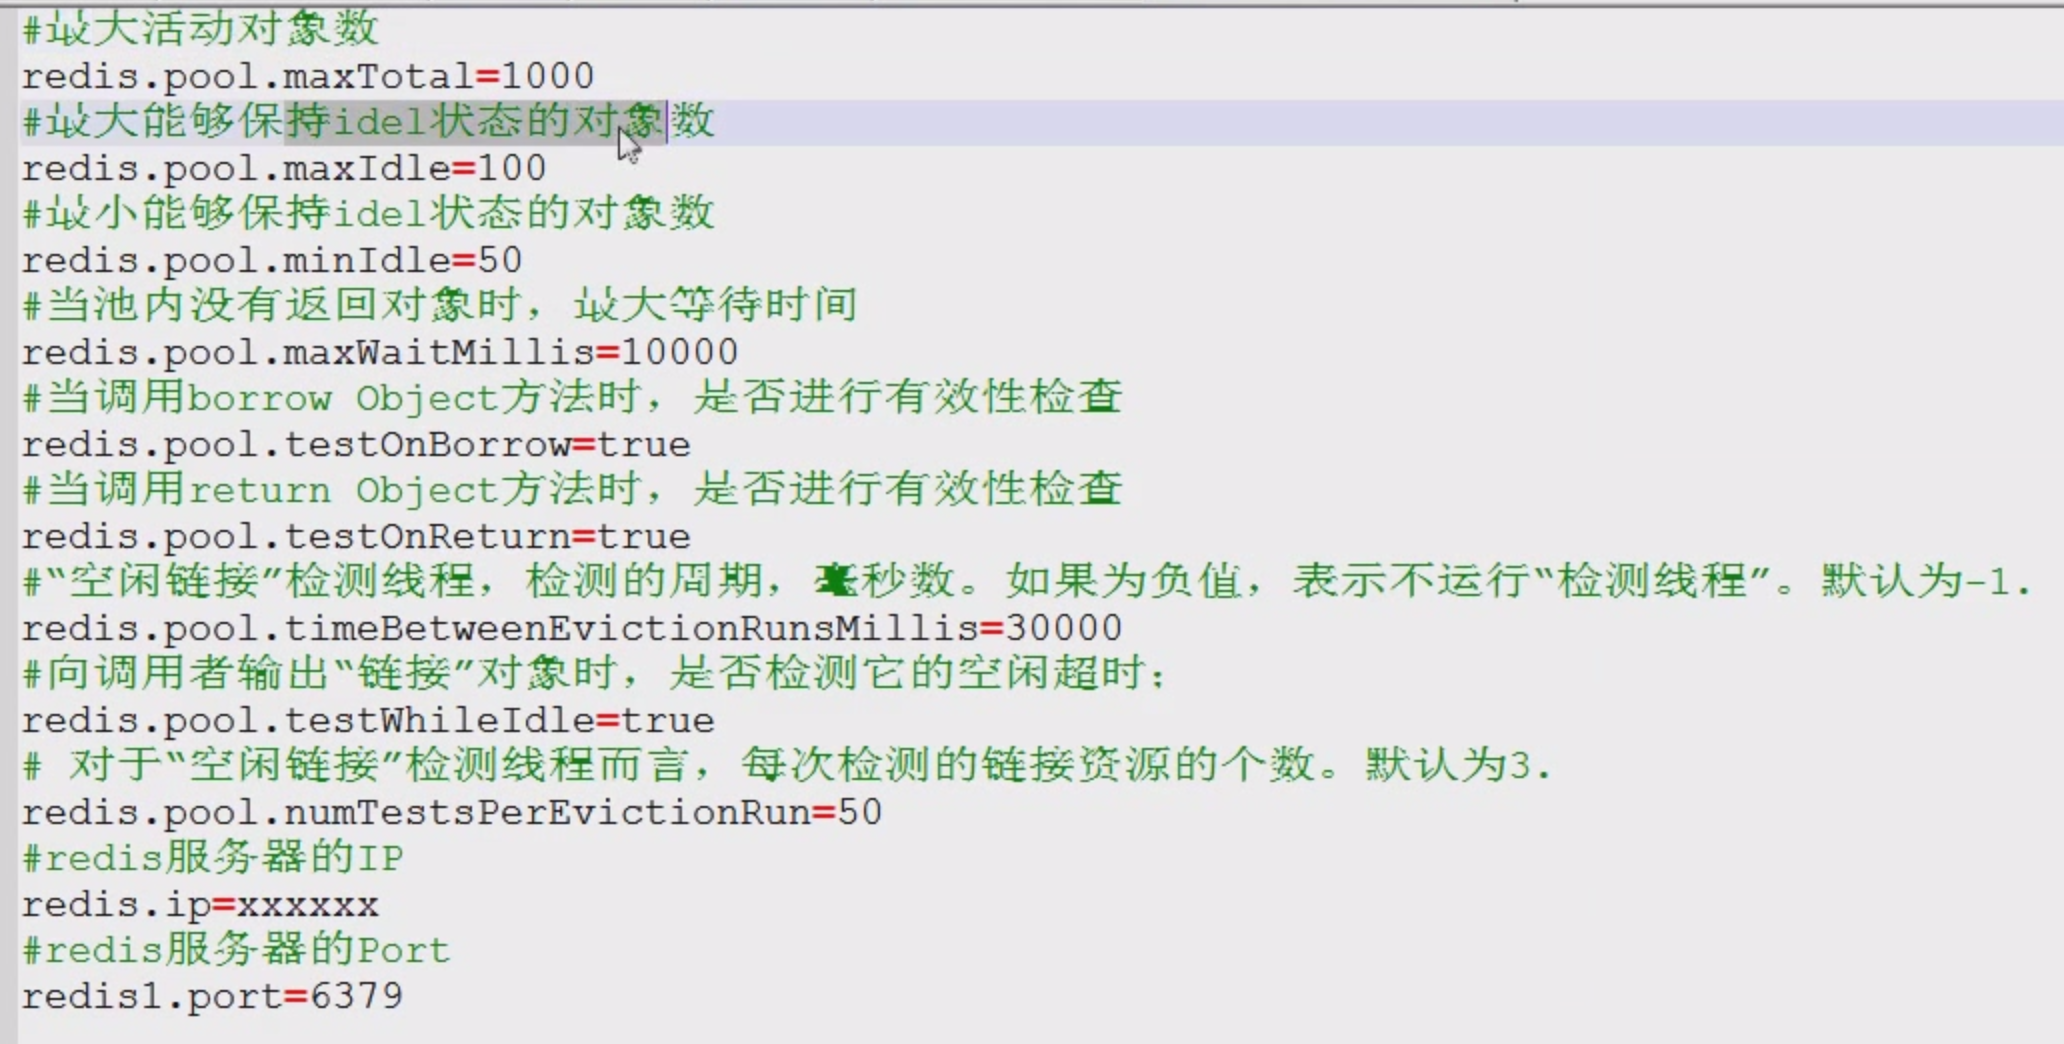 #最大活动对象数
redis.pool.maxTotal=1000
#最大能够保持idel状态的对象数
redis.pool.maxIdle=100
#最小能够保持idel状态的对象数
redis.pool.minIdle=50
#当池内没有返回对象时，最大等待时间
redis.pool.maxWaitMillis=10000
#当调用borrow Object方法时，是否进行有效性检查
redis.pool.testOnBorrow=true
#当调用return Object方法时，是否进行有效性检查
redis.pool.testOnReturn=true
#“空闲链接”检测线程，检测的周期，毫秒数。如果为负值，表示不运行“检测线程”。默认为-1.
redis.pool.timeBetweenEvictionRunsMillis=30000
#向调用者输出“链接”对象时，是否检测它的空闲超时；
redis.pool.testWhileIdle=true
# 对于“空闲链接”检测线程而言，每次检测的链接资源的个数。默认为3.
redis.pool.numTestsPerEvictionRun=50
#redis服务器的IP
redis.ip=xxxxxx
#redis服务器的Port
redis1.port=6379